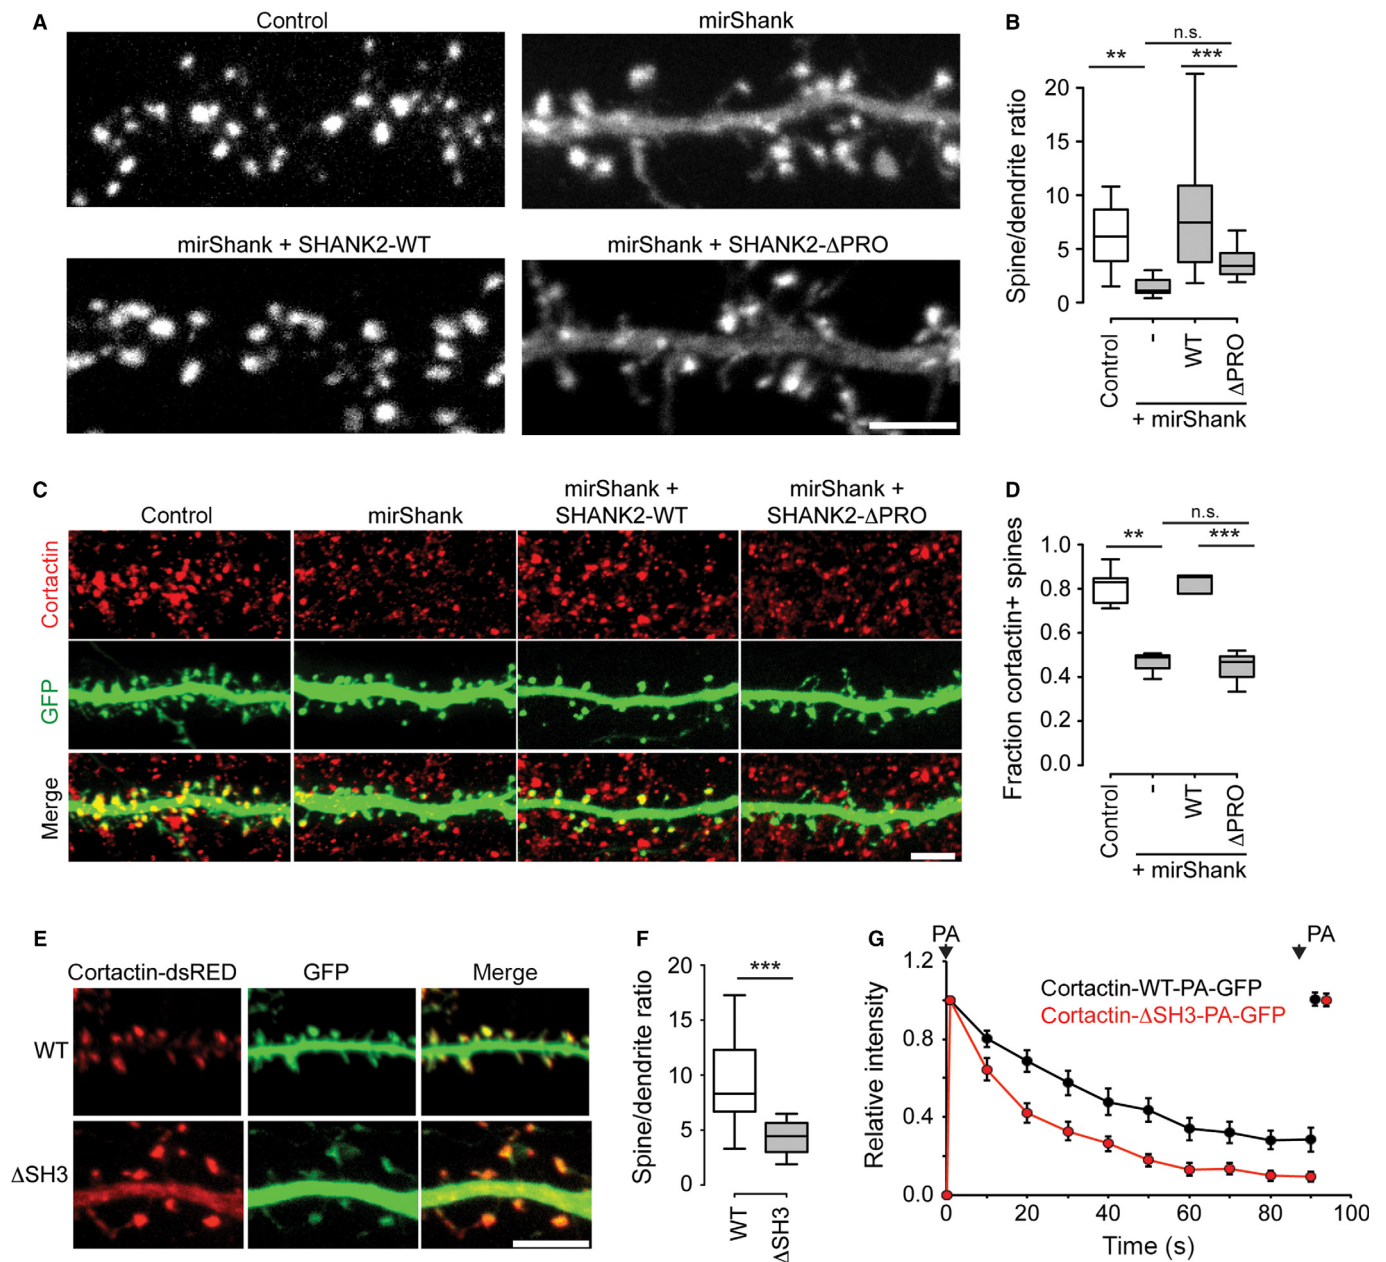 A
Control
mirShank
mirShank + SHANK2-WT
mirShank + SHANK2-ΔPRO
B
n.s.
** ***
Spine/dendrite ratio
20
15
10
5
0
Control
-
WT
ΔPRO
+ mirShank
C
Control
mirShank
mirShank +
SHANK2-WT
mirShank +
SHANK2-ΔPRO
Cortactin
GFP
Merge
D
n.s.
** ***
Fraction cortactin+ spines
1.0
0.8
0.6
0.4
0.2
0.0
Control
-
WT
ΔPRO
+ mirShank
E
Cortactin-dsRED
GFP
Merge
WT
ΔSH3
F
***
Spine/dendrite ratio
20
15
10
5
0
WT
ΔSH3
G
PA
PA
Cortactin-WT-PA-GFP
Cortactin-ΔSH3-PA-GFP
Relative intensity
1.2
0.8
0.4
0.0
0 20 40 60 80 100
Time (s)